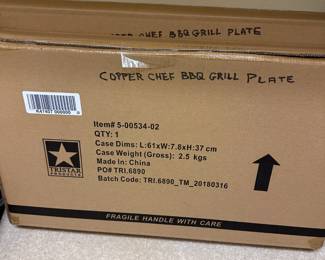 COPPER CHEF BBQ GRILL PLATE
COPPER CHEF BBQ GRILL PLATE
Item# 5-00534-02
QTY: 1
Case Dims: L:61xW:7.8xH:37 cm
Case Weight (Gross): 2.5 kgs
Made in: China
PO# TRI.6890
Batch Code: TRI.6890_TM_20180316
TRISTAR
PRODUCTS
FRAGILE HANDLE WITH CARE